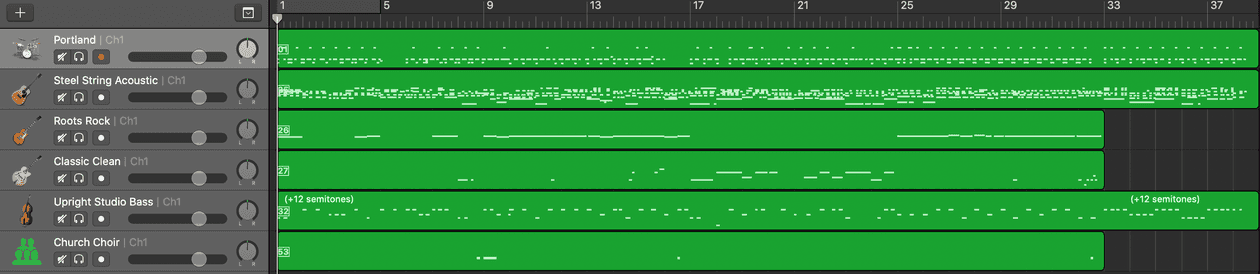 1 5 9 13 17 21 25 29 33 37
Portland | Ch1
L R
01
Steel String Acoustic | Ch1
L R
Roots Rock | Ch1
L R
26
Classic Clean | Ch1
L R
27
Upright Studio Bass | Ch1
L R
(+12 semitones) (+12 semitones)
32
Church Choir | Ch1
L R
53